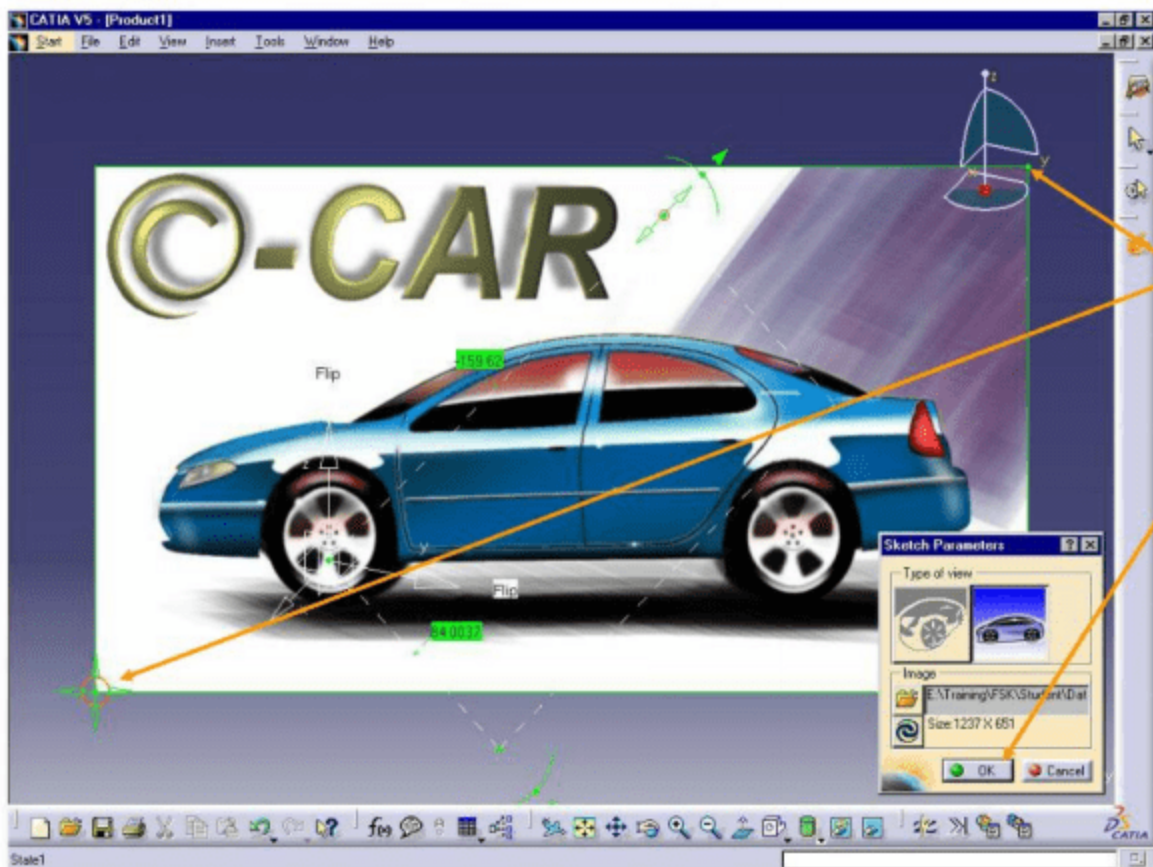 CATIA V5 - [Product1]
Start File Edit View Insert Tools Window Help
z
y
x
©-CAR
159.62
Flip
z
y
Flip
84.0037
Sketch Parameters
Type of view
Image
E:\Training\FSK\Student\Dat
Size:1237 X 651
OK Cancel
f(x)
CATIA
State1